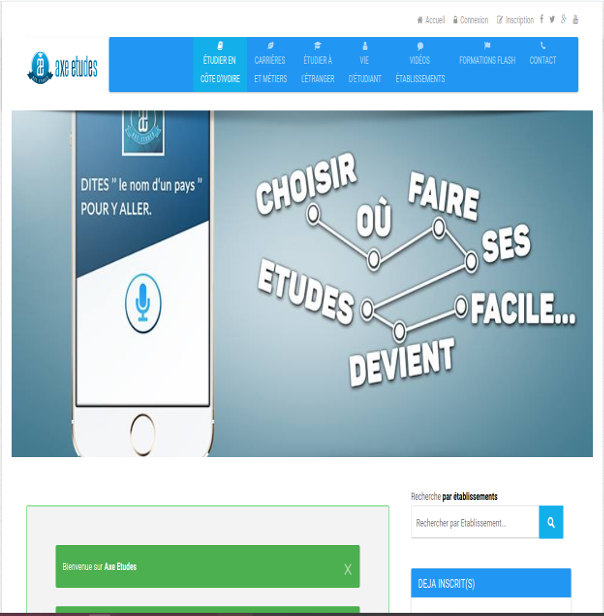 Accueil Connexion Inscription
axe etudes
ÉTUDIER EN CÔTE D'IVOIRE
CARRIÈRES ET MÉTIERS
ÉTUDIER À L'ÉTRANGER
VIE D'ÉTUDIANT
VIDÉOS ÉTABLISSEMENTS
FORMATIONS FLASH
CONTACT
DITES " le nom d'un pays "
POUR Y ALLER.
CHOISIR
OÙ
FAIRE
SES
ETUDES
DEVIENT
FACILE...
Recherche par établissements
Rechercher par Etablissement...
Bienvenue sur Axe Etudes
X
DEJA INSCRIT(S)